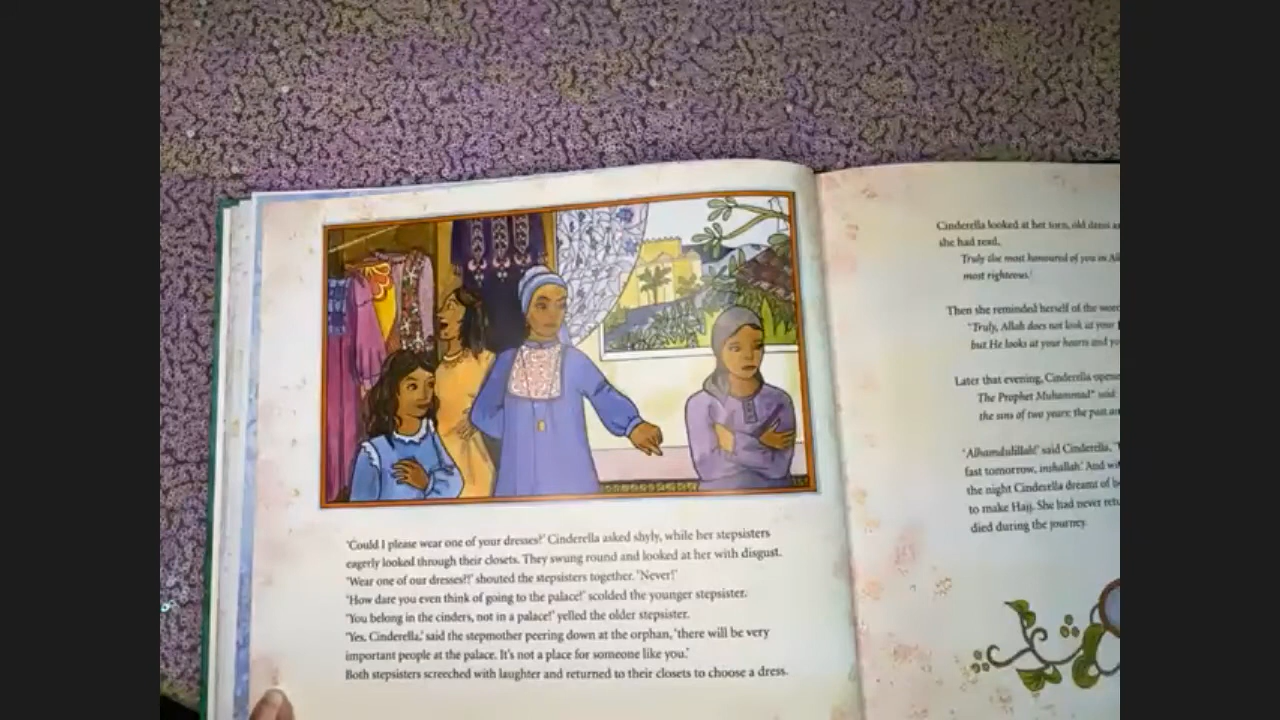 'Could I please wear one of your dresses?' Cinderella asked shyly, while her stepsisters
eagerly looked through their closets. They swung round and looked at her with disgust.
'Wear one of our dresses?!' shouted the stepsisters together. 'Never!'
'How dare you even think of going to the palace!' scolded the younger stepsister.
'You belong in the cinders, not in a palace!' yelled the older stepsister.
'Yes, Cinderella,' said the stepmother peering down at the orphan, 'there will be very
important people at the palace. It's not a place for someone like you.'
Both stepsisters screeched with laughter and returned to their closets to choose a dress.
Cinderella looked at her torn, old dress
she had read,
Truly the most honoured of you in
most righteous.
Then she reminded herself of the
"Truly, Allah does not look at your
but He looks at your hearts and
Later that evening, Cinderella
The Prophet Muhammad said:
the sins of two years: the past
'Alhamdulillah!' said Cinderella,
fast tomorrow, inshallah.' And
the night Cinderella dreamt of
to make Hajj. She had never
died during the journey.